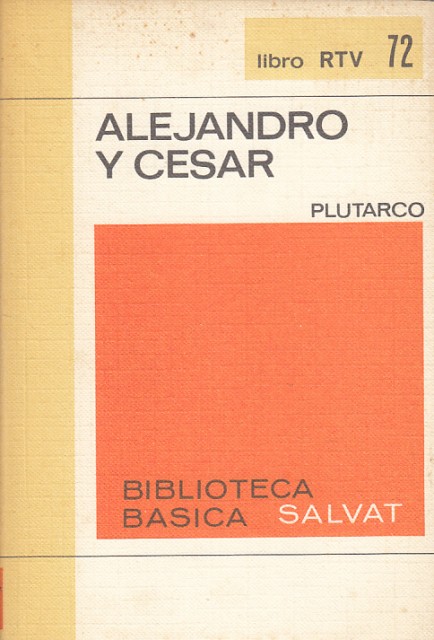 libro RTV 72
ALEJANDRO
Y CESAR
PLUTARCO
BIBLIOTECA
BASICA SALVAT